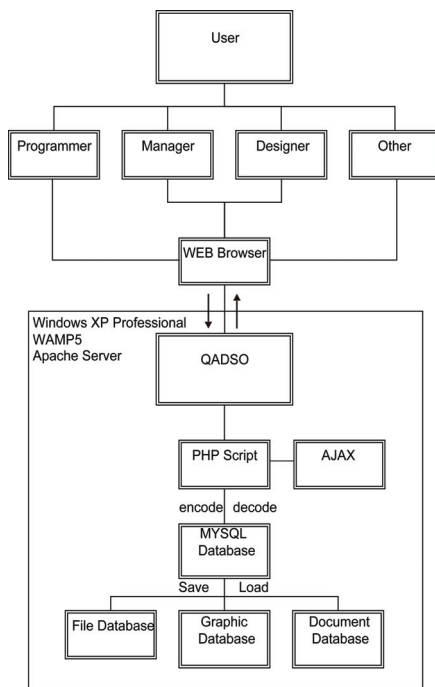 User
Programmer
Manager
Designer
Other
WEB Browser
Windows XP Professional
WAMP5
Apache Server
QADSO
PHP Script
AJAX
encode decode
MYSQL
Database
Save Load
File Database
Graphic
Database
Document
Database